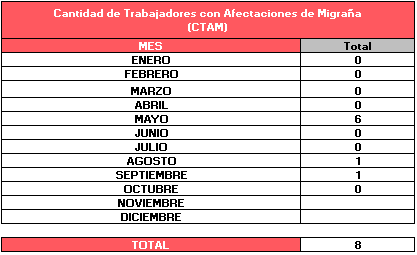 Cantidad de Trabajadores con Afectaciones de Migraña
(CTAM)
MES Total
ENERO 0
FEBRERO 0
MARZO 0
ABRIL 0
MAYO 6
JUNIO 0
JULIO 0
AGOSTO 1
SEPTIEMBRE 1
OCTUBRE 0
NOVIEMBRE
DICIEMBRE
TOTAL 8